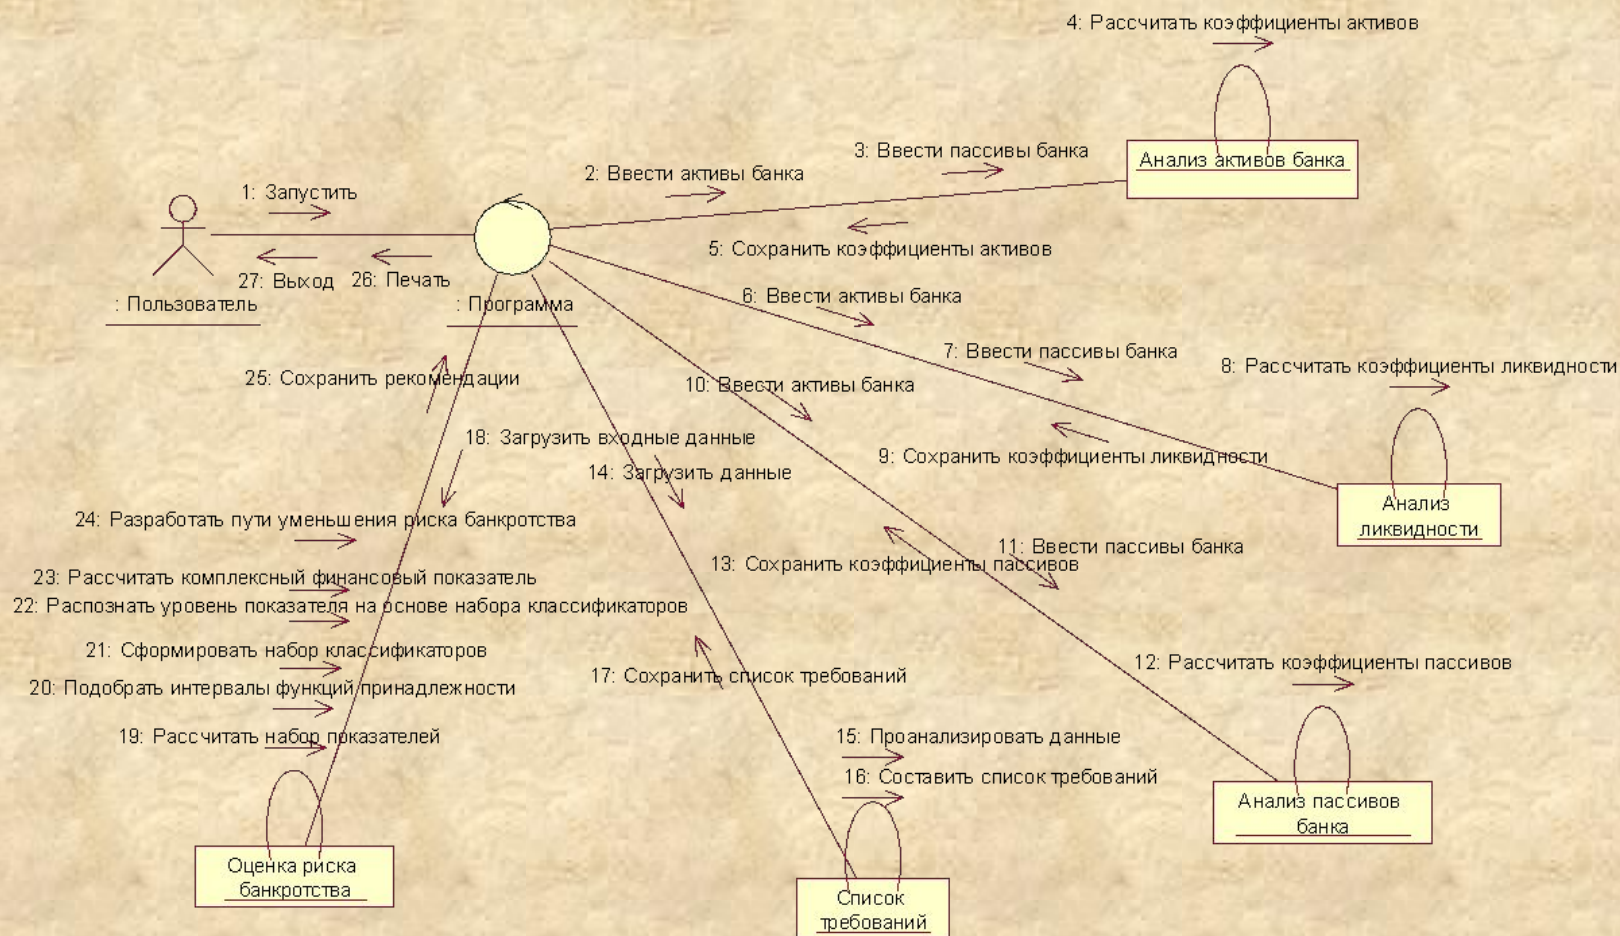 4: Рассчитать коэффициенты активов
3: Ввести пассивы банка
Анализ активов банка
2: Ввести активы банка
1: Запустить
5: Сохранить коэффициенты активов
27: Выход
26: Печать
: Пользователь
: Программа
6: Ввести активы банка
7: Ввести пассивы банка
8: Рассчитать коэффициенты ликвидности
25: Сохранить рекомендации
10: Ввести активы банка
18: Загрузить входные данные
9: Сохранить коэффициенты ликвидности
14: Загрузить данные
Анализ
ликвидности
24: Разработать пути уменьшения риска банкротства
11: Ввести пассивы банка
13: Сохранить коэффициенты пассивов
23: Рассчитать комплексный финансовый показатель
22: Распознать уровень показателя на основе набора классификаторов
21: Сформировать набор классификаторов
12: Рассчитать коэффициенты пассивов
17: Сохранить список требований
20: Подобрать интервалы функций принадлежности
19: Рассчитать набор показателей
15: Проанализировать данные
16: Составить список требований
Анализ пассивов
банка
Оценка риска
банкротства
Список
требований